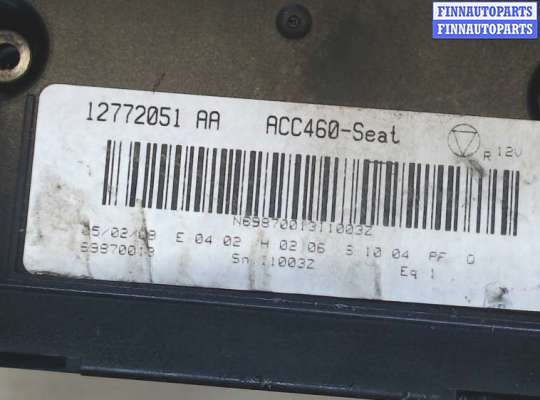 FINNAUTOPARTS
FINNAUTOPARTS
12772051 AA ACC460-Seat
R 12V
N6987001311003Z
05/02/08 E 04 02 H 02 06 S 10 04 PF 0
69870013 Sn 11003Z Eq 1